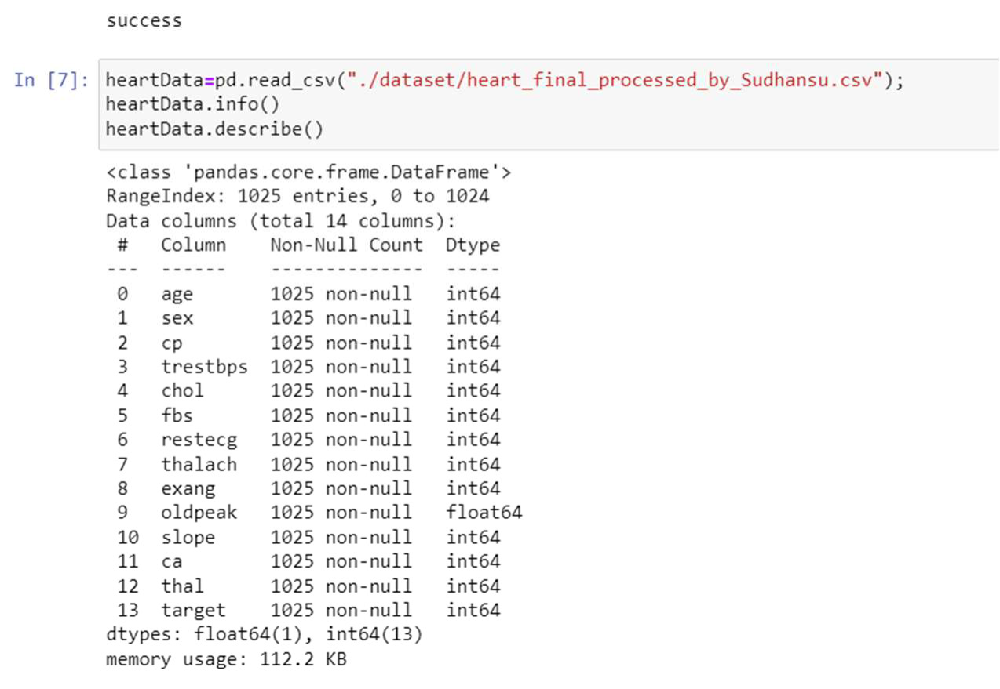 success
In [7]: heartData=pd.read_csv("./dataset/heart_final_processed_by_Sudhansu.csv");
heartData.info()
heartData.describe()
<class 'pandas.core.frame.DataFrame'>
RangeIndex: 1025 entries, 0 to 1024
Data columns (total 14 columns):
 #   Column    Non-Null Count  Dtype
---  ------    --------------  -----
 0   age       1025 non-null   int64
 1   sex       1025 non-null   int64
 2   cp        1025 non-null   int64
 3   trestbps  1025 non-null   int64
 4   chol      1025 non-null   int64
 5   fbs       1025 non-null   int64
 6   restecg   1025 non-null   int64
 7   thalach   1025 non-null   int64
 8   exang     1025 non-null   int64
 9   oldpeak   1025 non-null   float64
 10  slope     1025 non-null   int64
 11  ca        1025 non-null   int64
 12  thal      1025 non-null   int64
 13  target    1025 non-null   int64
dtypes: float64(1), int64(13)
memory usage: 112.2 KB